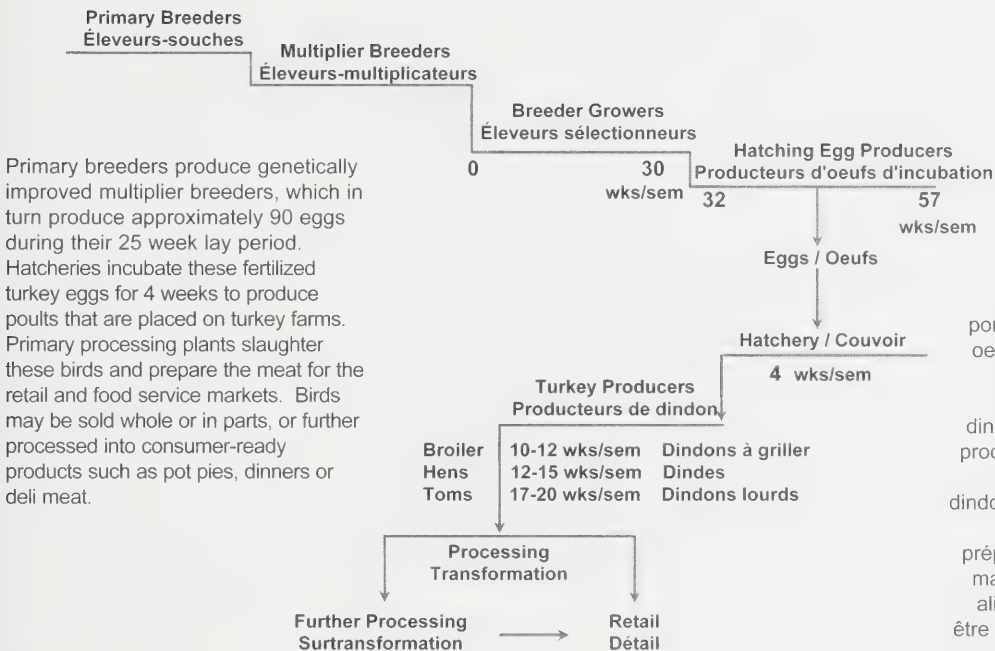 Primary Breeders
Éleveurs-souches
Multiplier Breeders
Éleveurs-multiplicateurs
Breeder Growers
Éleveurs sélectionneurs
0 30
wks/sem
Hatching Egg Producers
Producteurs d'oeufs d'incubation
32 57
wks/sem
Primary breeders produce genetically
improved multiplier breeders, which in
turn produce approximately 90 eggs
during their 25 week lay period.
Hatcheries incubate these fertilized
turkey eggs for 4 weeks to produce
poults that are placed on turkey farms.
Primary processing plants slaughter
these birds and prepare the meat for the
retail and food service markets. Birds
may be sold whole or in parts, or further
processed into consumer-ready
products such as pot pies, dinners or
deli meat.
Eggs / Oeufs
Hatchery / Couvoir
4 wks/sem
Turkey Producers
Producteurs de dindon
Broiler 10-12 wks/sem Dindons à griller
Hens 12-15 wks/sem Dindes
Toms 17-20 wks/sem Dindons lourds
Processing
Transformation
Further Processing
Surtransformation
Retail
Détail
être